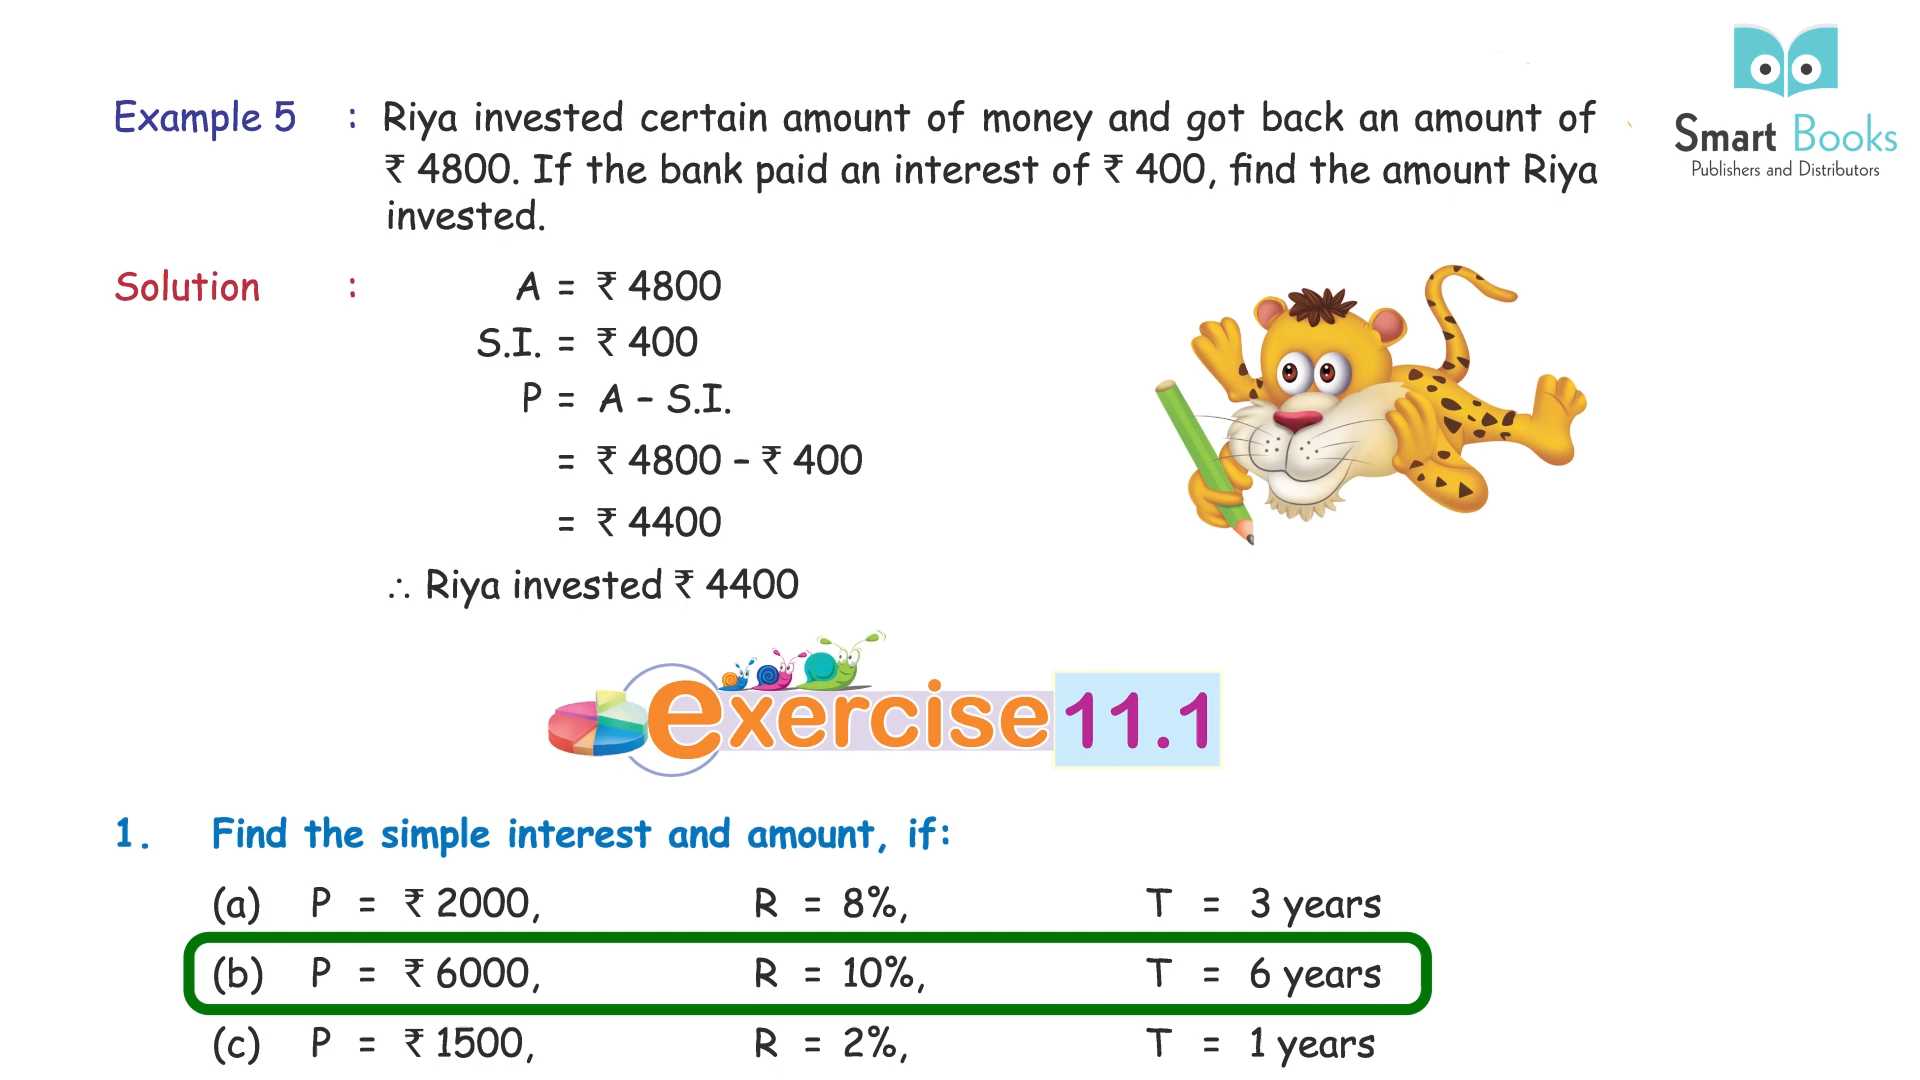 Smart Books
Publishers and Distributors
Example 5 : Riya invested certain amount of money and got back an amount of
₹ 4800. If the bank paid an interest of ₹ 400, find the amount Riya
invested.
Solution : A = ₹ 4800
S.I. = ₹ 400
P = A – S.I.
= ₹ 4800 – ₹ 400
= ₹ 4400
∴ Riya invested ₹ 4400
exercise 11.1
1. Find the simple interest and amount, if:
(a) P = ₹ 2000, R = 8%, T = 3 years
(b) P = ₹ 6000, R = 10%, T = 6 years
(c) P = ₹ 1500, R = 2%, T = 1 years